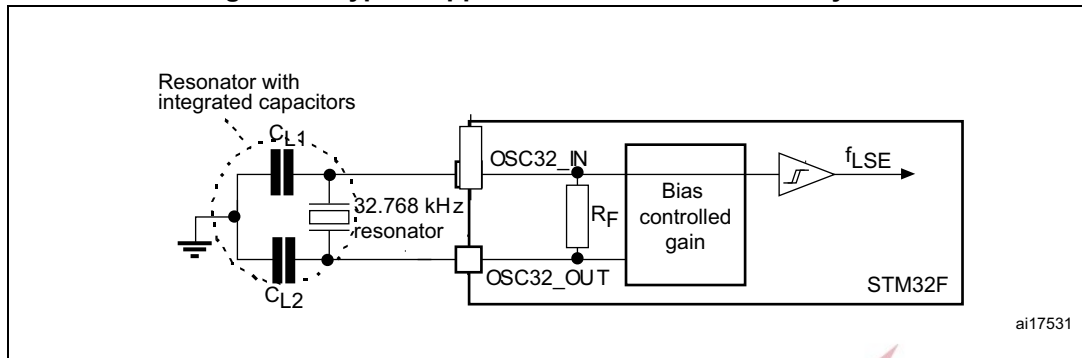 Resonator with
integrated capacitors
CL1
OSC32_IN
fLSE
32.768 kHz
resonator
RF
Bias
controlled
gain
OSC32_OUT
STM32F
CL2
ai17531